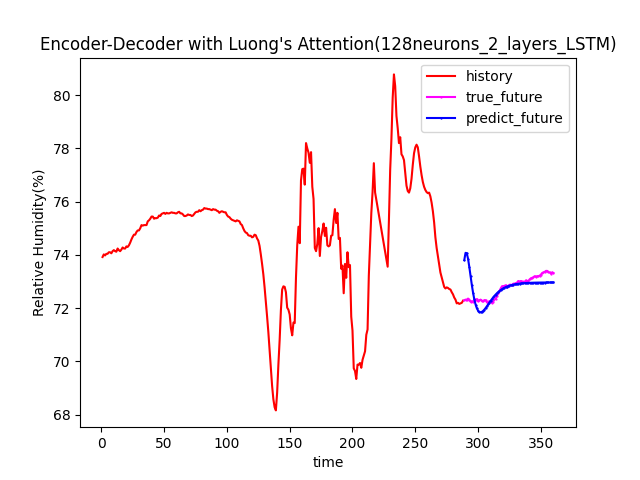 Encoder-Decoder with Luong's Attention(128neurons_2_layers_LSTM)
history
true_future
predict_future
Relative Humidity(%)
80
78
76
74
72
70
68
0 50 100 150 200 250 300 350
time